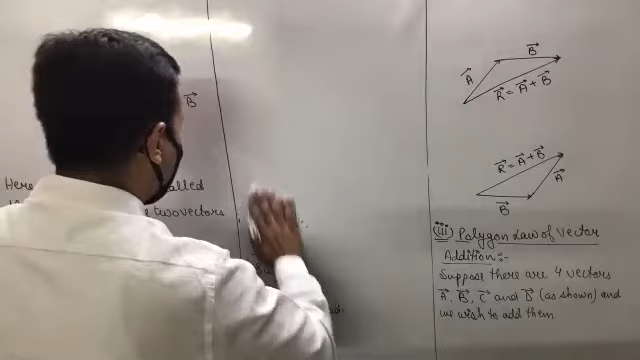 B⃗
Here
alled
two vectors
A⃗
B⃗
R⃗ = A⃗ + B⃗
R⃗ = A⃗ + B⃗
A⃗
B⃗
(iii) Polygon Law of Vector
Addition:-
Suppose there are 4 vectors
A⃗, B⃗, C⃗ and D⃗ (as shown) and
we wish to add them